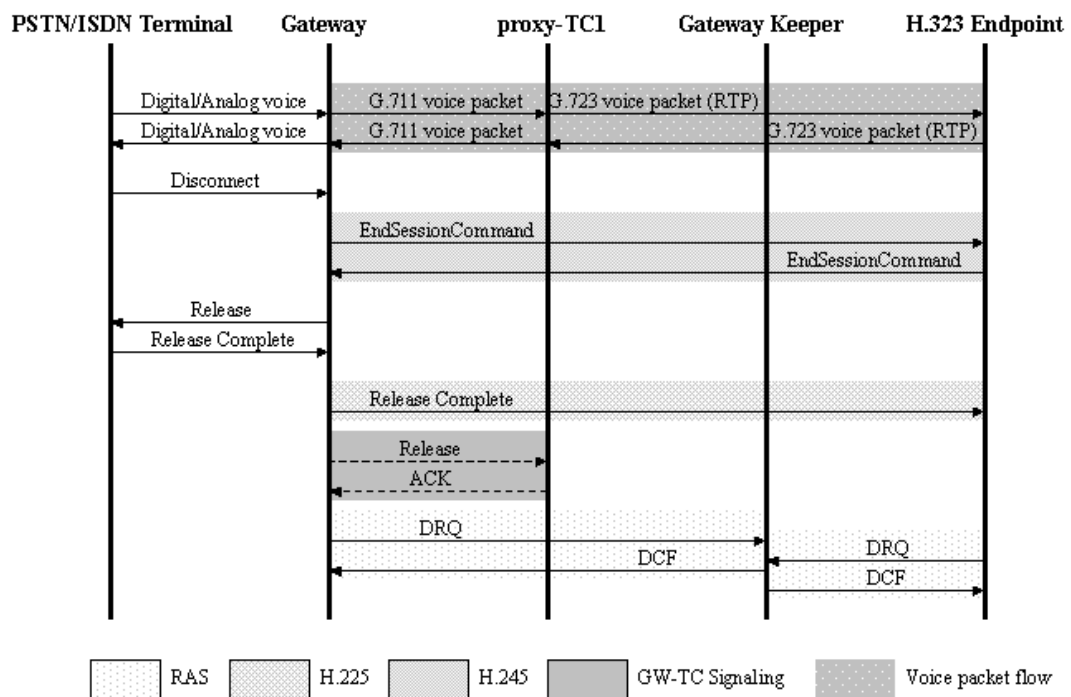 PSTN/ISDN Terminal Gateway proxy-TC1 Gateway Keeper H.323 Endpoint
Digital/Analog voice G.711 voice packet G.723 voice packet (RTP)
Digital/Analog voice G.711 voice packet G.723 voice packet (RTP)
Disconnect
EndSessionCommand
EndSessionCommand
Release
Release Complete
Release Complete
Release
ACK
DRQ
DRQ
DCF
DCF
RAS H.225 H.245 GW-TC Signaling Voice packet flow